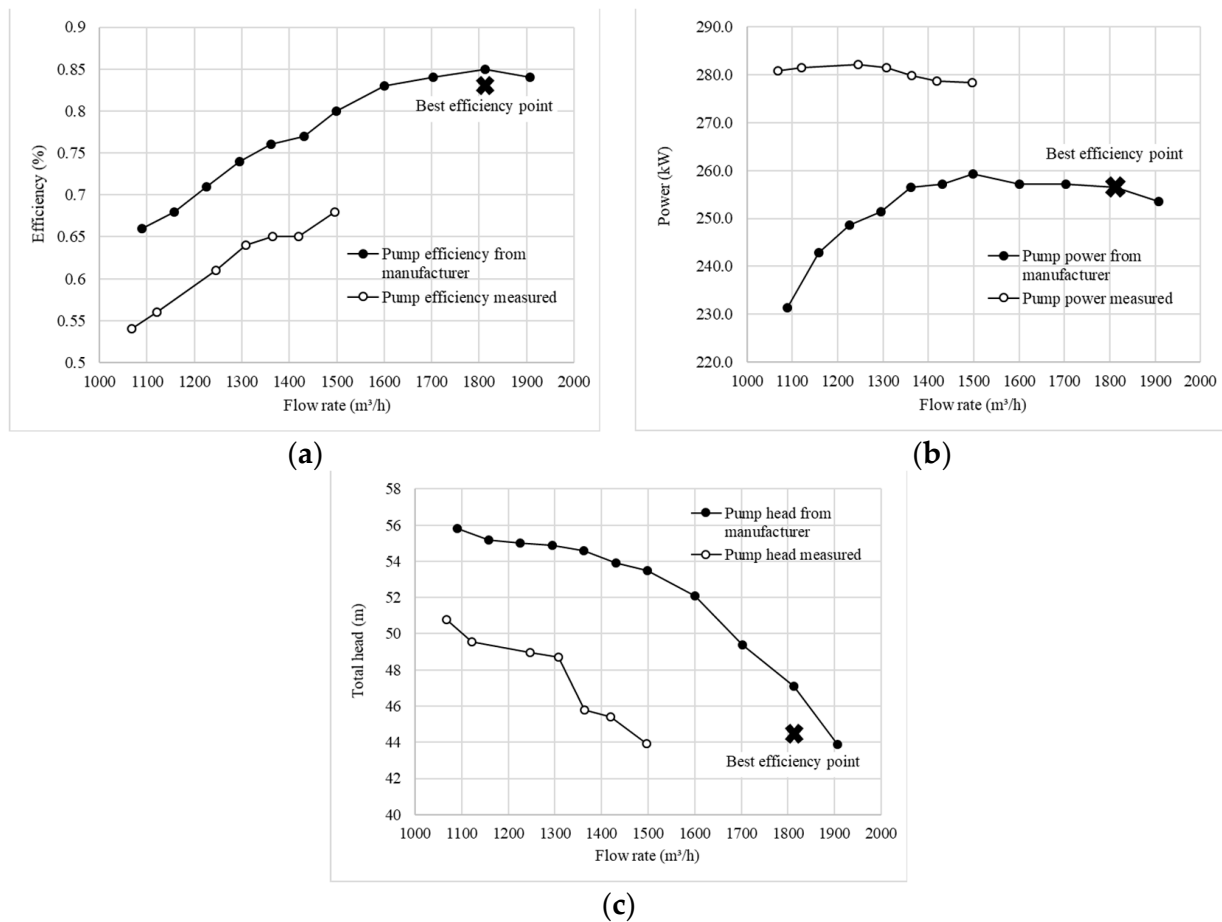 0.9
0.85
0.8
0.75
0.7
0.65
0.6
0.55
0.5
Efficiency (%)
Best efficiency point
Pump efficiency from
manufacturer
Pump efficiency measured
1000 1100 1200 1300 1400 1500 1600 1700 1800 1900 2000
Flow rate (m³/h)
(a)
290.0
280.0
270.0
260.0
250.0
240.0
230.0
220.0
Power (kW)
Best efficiency point
Pump power from
manufacturer
Pump power measured
1000 1100 1200 1300 1400 1500 1600 1700 1800 1900 2000
Flow rate (m³/h)
(b)
58
56
54
52
50
48
46
44
42
40
Total head (m)
Pump head from
manufacturer
Pump head measured
Best efficiency point
1000 1100 1200 1300 1400 1500 1600 1700 1800 1900 2000
Flow rate (m³/h)
(c)